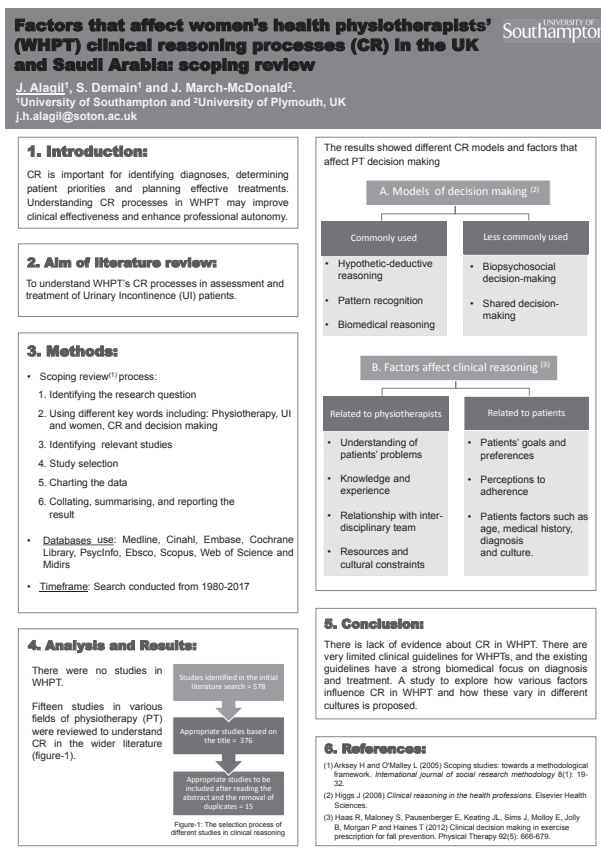 Factors that affect women's health physiotherapists'
(WHPT) clinical reasoning processes (CR) in the UK
and Saudi Arabia: scoping review
UNIVERSITY OF
Southampton
J. Alagil¹, S. Demain¹ and J. March-McDonald².
¹University of Southampton and ²University of Plymouth, UK
j.h.alagil@soton.ac.uk
1. Introduction:
CR is important for identifying diagnoses, determining
patient priorities and planning effective treatments.
Understanding CR processes in WHPT may improve
clinical effectiveness and enhance professional autonomy.
2. Aim of literature review:
To understand WHPT's CR processes in assessment and
treatment of Urinary Incontinence (UI) patients.
3. Methods:
• Scoping review(1) process:
1. Identifying the research question
2. Using different key words including: Physiotherapy, UI
and women, CR and decision making
3. Identifying relevant studies
4. Study selection
5. Charting the data
6. Collating, summarising, and reporting the
result
• Databases use: Medline, Cinahl, Embase, Cochrane
Library, PsycInfo, Ebsco, Scopus, Web of Science and
Midirs
• Timeframe: Search conducted from 1980-2017
4. Analysis and Results:
There were no studies in
WHPT.
Fifteen studies in various
fields of physiotherapy (PT)
were reviewed to understand
CR in the wider literature
(figure-1).
Studies identified in the initial
literature search = 578
Appropriate studies based on
the title = 376
Appropriate studies to be
included after reading the
abstract and the removal of
duplicates = 15
Figure-1: The selection process of
different studies in clinical reasoning
The results showed different CR models and factors that
affect PT decision making
A. Models of decision making (2)
Commonly used
• Hypothetic-deductive
reasoning
• Pattern recognition
• Biomedical reasoning
Less commonly used
• Biopsychosocial
decision-making
• Shared decision-
making
B. Factors affect clinical reasoning (3)
Related to physiotherapists
• Understanding of
patients' problems
• Knowledge and
experience
• Relationship with inter-
disciplinary team
• Resources and
cultural constraints
Related to patients
• Patients' goals and
preferences
• Perceptions to
adherence
• Patients factors such as
age, medical history,
diagnosis
and culture.
5. Conclusion:
There is lack of evidence about CR in WHPT. There are
very limited clinical guidelines for WHPTs, and the existing
guidelines have a strong biomedical focus on diagnosis
and treatment. A study to explore how various factors
influence CR in WHPT and how these vary in different
cultures is proposed.
6. References:
(1) Arksey H and O'Malley L (2005) Scoping studies: towards a methodological
framework. International journal of social research methodology 8(1): 19-
32.
(2) Higgs J (2008) Clinical reasoning in the health professions. Elsevier Health
Sciences.
(3) Haas R, Maloney S, Pausenberger E, Keating JL, Sims J, Molloy E, Jolly
B, Morgan P and Haines T (2012) Clinical decision making in exercise
prescription for fall prevention. Physical Therapy 92(5): 666-679.